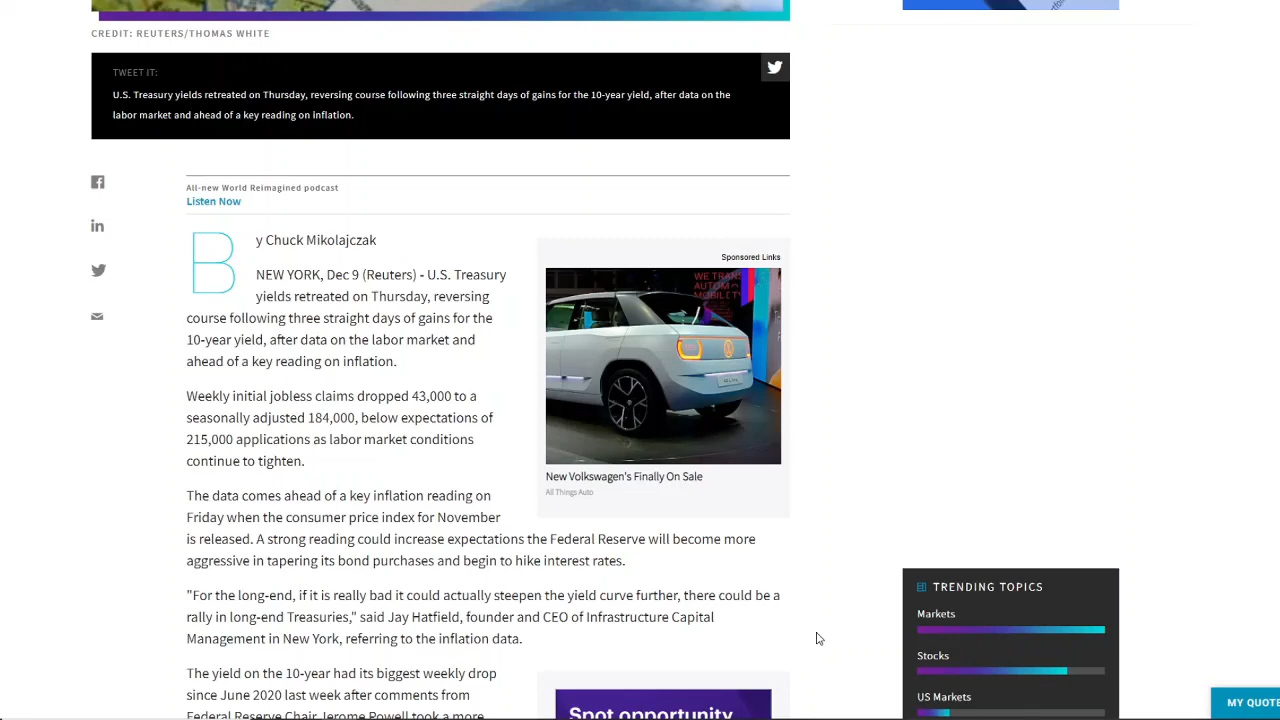 CREDIT: REUTERS/THOMAS WHITE
TWEET IT:
U.S. Treasury yields retreated on Thursday, reversing course following three straight days of gains for the 10-year yield, after data on the
labor market and ahead of a key reading on inflation.
All-new World Reimagined podcast
Listen Now
By Chuck Mikolajczak
NEW YORK, Dec 9 (Reuters) - U.S. Treasury
yields retreated on Thursday, reversing
course following three straight days of gains for the
10-year yield, after data on the labor market and
ahead of a key reading on inflation.
Weekly initial jobless claims dropped 43,000 to a
seasonally adjusted 184,000, below expectations of
215,000 applications as labor market conditions
continue to tighten.
The data comes ahead of a key inflation reading on
Friday when the consumer price index for November
is released. A strong reading could increase expectations the Federal Reserve will become more
aggressive in tapering its bond purchases and begin to hike interest rates.
"For the long-end, if it is really bad it could actually steepen the yield curve further, there could be a
rally in long-end Treasuries," said Jay Hatfield, founder and CEO of Infrastructure Capital
Management in New York, referring to the inflation data.
The yield on the 10-year had its biggest weekly drop
since June 2020 last week after comments from
Federal Reserve Chair Jerome Powell took a more
Sponsored Links
WE TRANS
AUTOM
MOBILITY
New Volkswagen's Finally On Sale
All Things Auto
Spot opportunity
TRENDING TOPICS
Markets
Stocks
US Markets
MY QUOTE